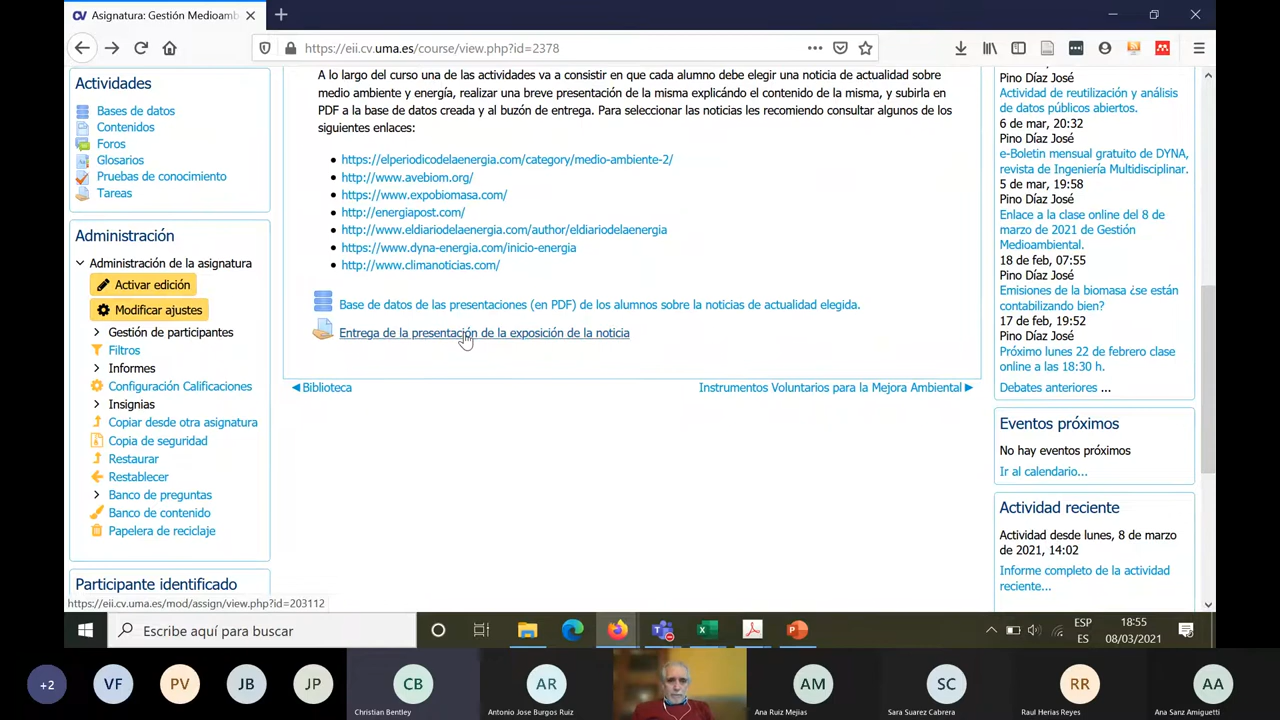 Asignatura: Gestión Medioamb
https://eii.cv.uma.es/course/view.php?id=2378
Actividades
Bases de datos
Contenidos
Foros
Glosarios
Pruebas de conocimiento
Tareas
Administración
Administración de la asignatura
Activar edición
Modificar ajustes
Gestión de participantes
Filtros
Informes
Configuración Calificaciones
Insignias
Copiar desde otra asignatura
Copia de seguridad
Restaurar
Restablecer
Banco de preguntas
Banco de contenido
Papelera de reciclaje
Participante identificado
https://eii.cv.uma.es/mod/assign/view.php?id=203112
A lo largo del curso una de las actividades va a consistir en que cada alumno debe elegir una noticia de actualidad sobre
medio ambiente y energía, realizar una breve presentación de la misma explicándo el contenido de la misma, y subirla en
PDF a la base de datos creada y al buzón de entrega. Para seleccionar las noticias les recomiendo consultar algunos de los
siguientes enlaces:
https://elperiodicodelaenergia.com/category/medio-ambiente-2/
http://www.avebiom.org/
https://www.expobiomasa.com/
http://energiapost.com/
http://www.eldiariodelaenergia.com/author/eldiariodelaenergia
https://www.dyna-energia.com/inicio-energia
http://www.climanoticias.com/
Base de datos de las presentaciones (en PDF) de los alumnos sobre la noticias de actualidad elegida.
Entrega de la presentación de la exposición de la noticia
◄Biblioteca
Instrumentos Voluntarios para la Mejora Ambiental►
Pino Díaz José
Actividad de reutilización y análisis
de datos públicos abiertos.
6 de mar, 20:32
Pino Díaz José
e-Boletin mensual gratuito de DYNA,
revista de Ingeniería Multidisciplinar.
5 de mar, 19:58
Pino Díaz José
Enlace a la clase online del 8 de
marzo de 2021 de Gestión
Medioamental.
18 de feb, 07:55
Pino Díaz José
Emisiones de la biomasa ¿se están
contabilizando bien?
17 de feb, 19:52
Pino Díaz José
Próximo lunes 22 de febrero clase
online a las 18:30 h.
Debates anteriores ...
Eventos próximos
No hay eventos próximos
Ir al calendario...
Actividad reciente
Actividad desde lunes, 8 de marzo
de 2021, 14:02
Informe completo de la actividad
reciente...
Escribe aquí para buscar
ESP
ES
18:55
08/03/2021
+2
VF
PV
JB
JP
CB
Christian Bentley
AR
Antonio Jose Burgos Ruiz
AM
Ana Ruiz Mejias
SC
Sara Suarez Cabrera
RR
Raul Herias Reyes
AA
Ana Sanz Amiguetti